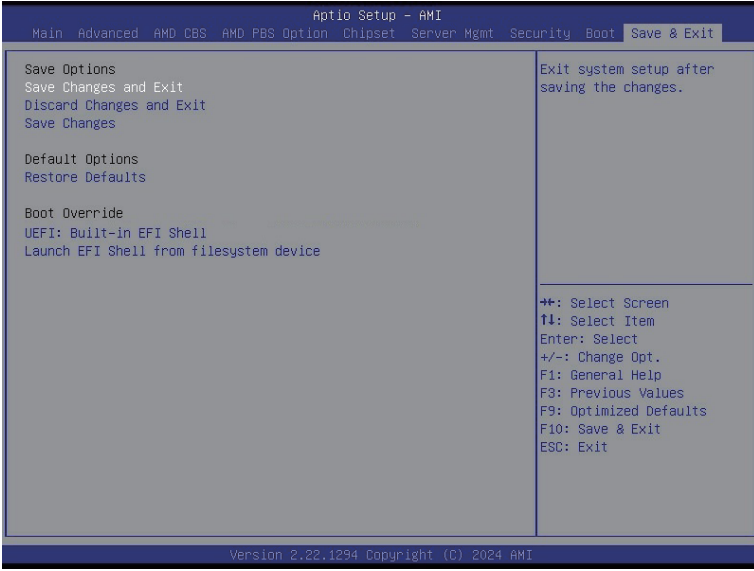 Aptio Setup - AMI
Main Advanced AMD CBS AMD PBS Option Chipset Server Mgmt Security Boot Save & Exit
Save Options
Save Changes and Exit
Discard Changes and Exit
Save Changes
Default Options
Restore Defaults
Boot Override
UEFI: Built-in EFI Shell
Launch EFI Shell from filesystem device
Exit system setup after
saving the changes.
→←: Select Screen
↑↓: Select Item
Enter: Select
+/-: Change Opt.
F1: General Help
F3: Previous Values
F9: Optimized Defaults
F10: Save & Exit
ESC: Exit
Version 2.22.1294 Copyright (C) 2024 AMI